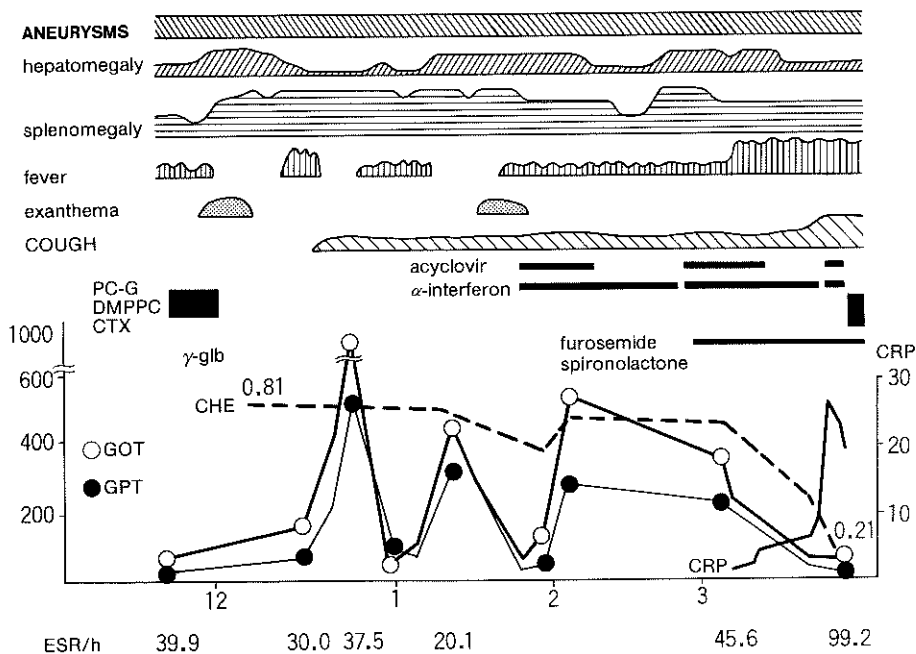 ANEURYSMS
hepatomegaly
splenomegaly
fever
exanthema
COUGH
acyclovir
α-interferon
PC-G
DMPPC
CTX
1000
γ-glb
furosemide
spironolactone
CRP
600
0.81
30
CHE
400
20
GOT
GPT
200
10
0.21
CRP
12 1 2 3
ESR/h 39.9 30.0 37.5 20.1 45.6 99.2